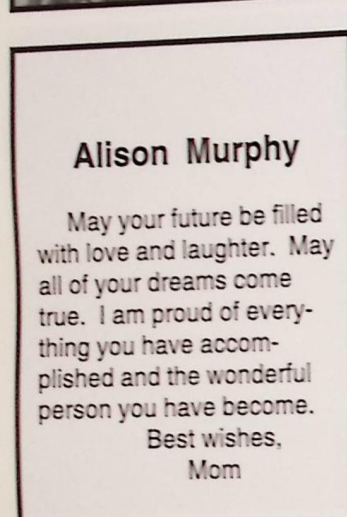 Alison Murphy
May your future be filled
with love and laughter. May
all of your dreams come
true. I am proud of every-
thing you have accom-
plished and the wonderful
person you have become.
Best wishes,
Mom